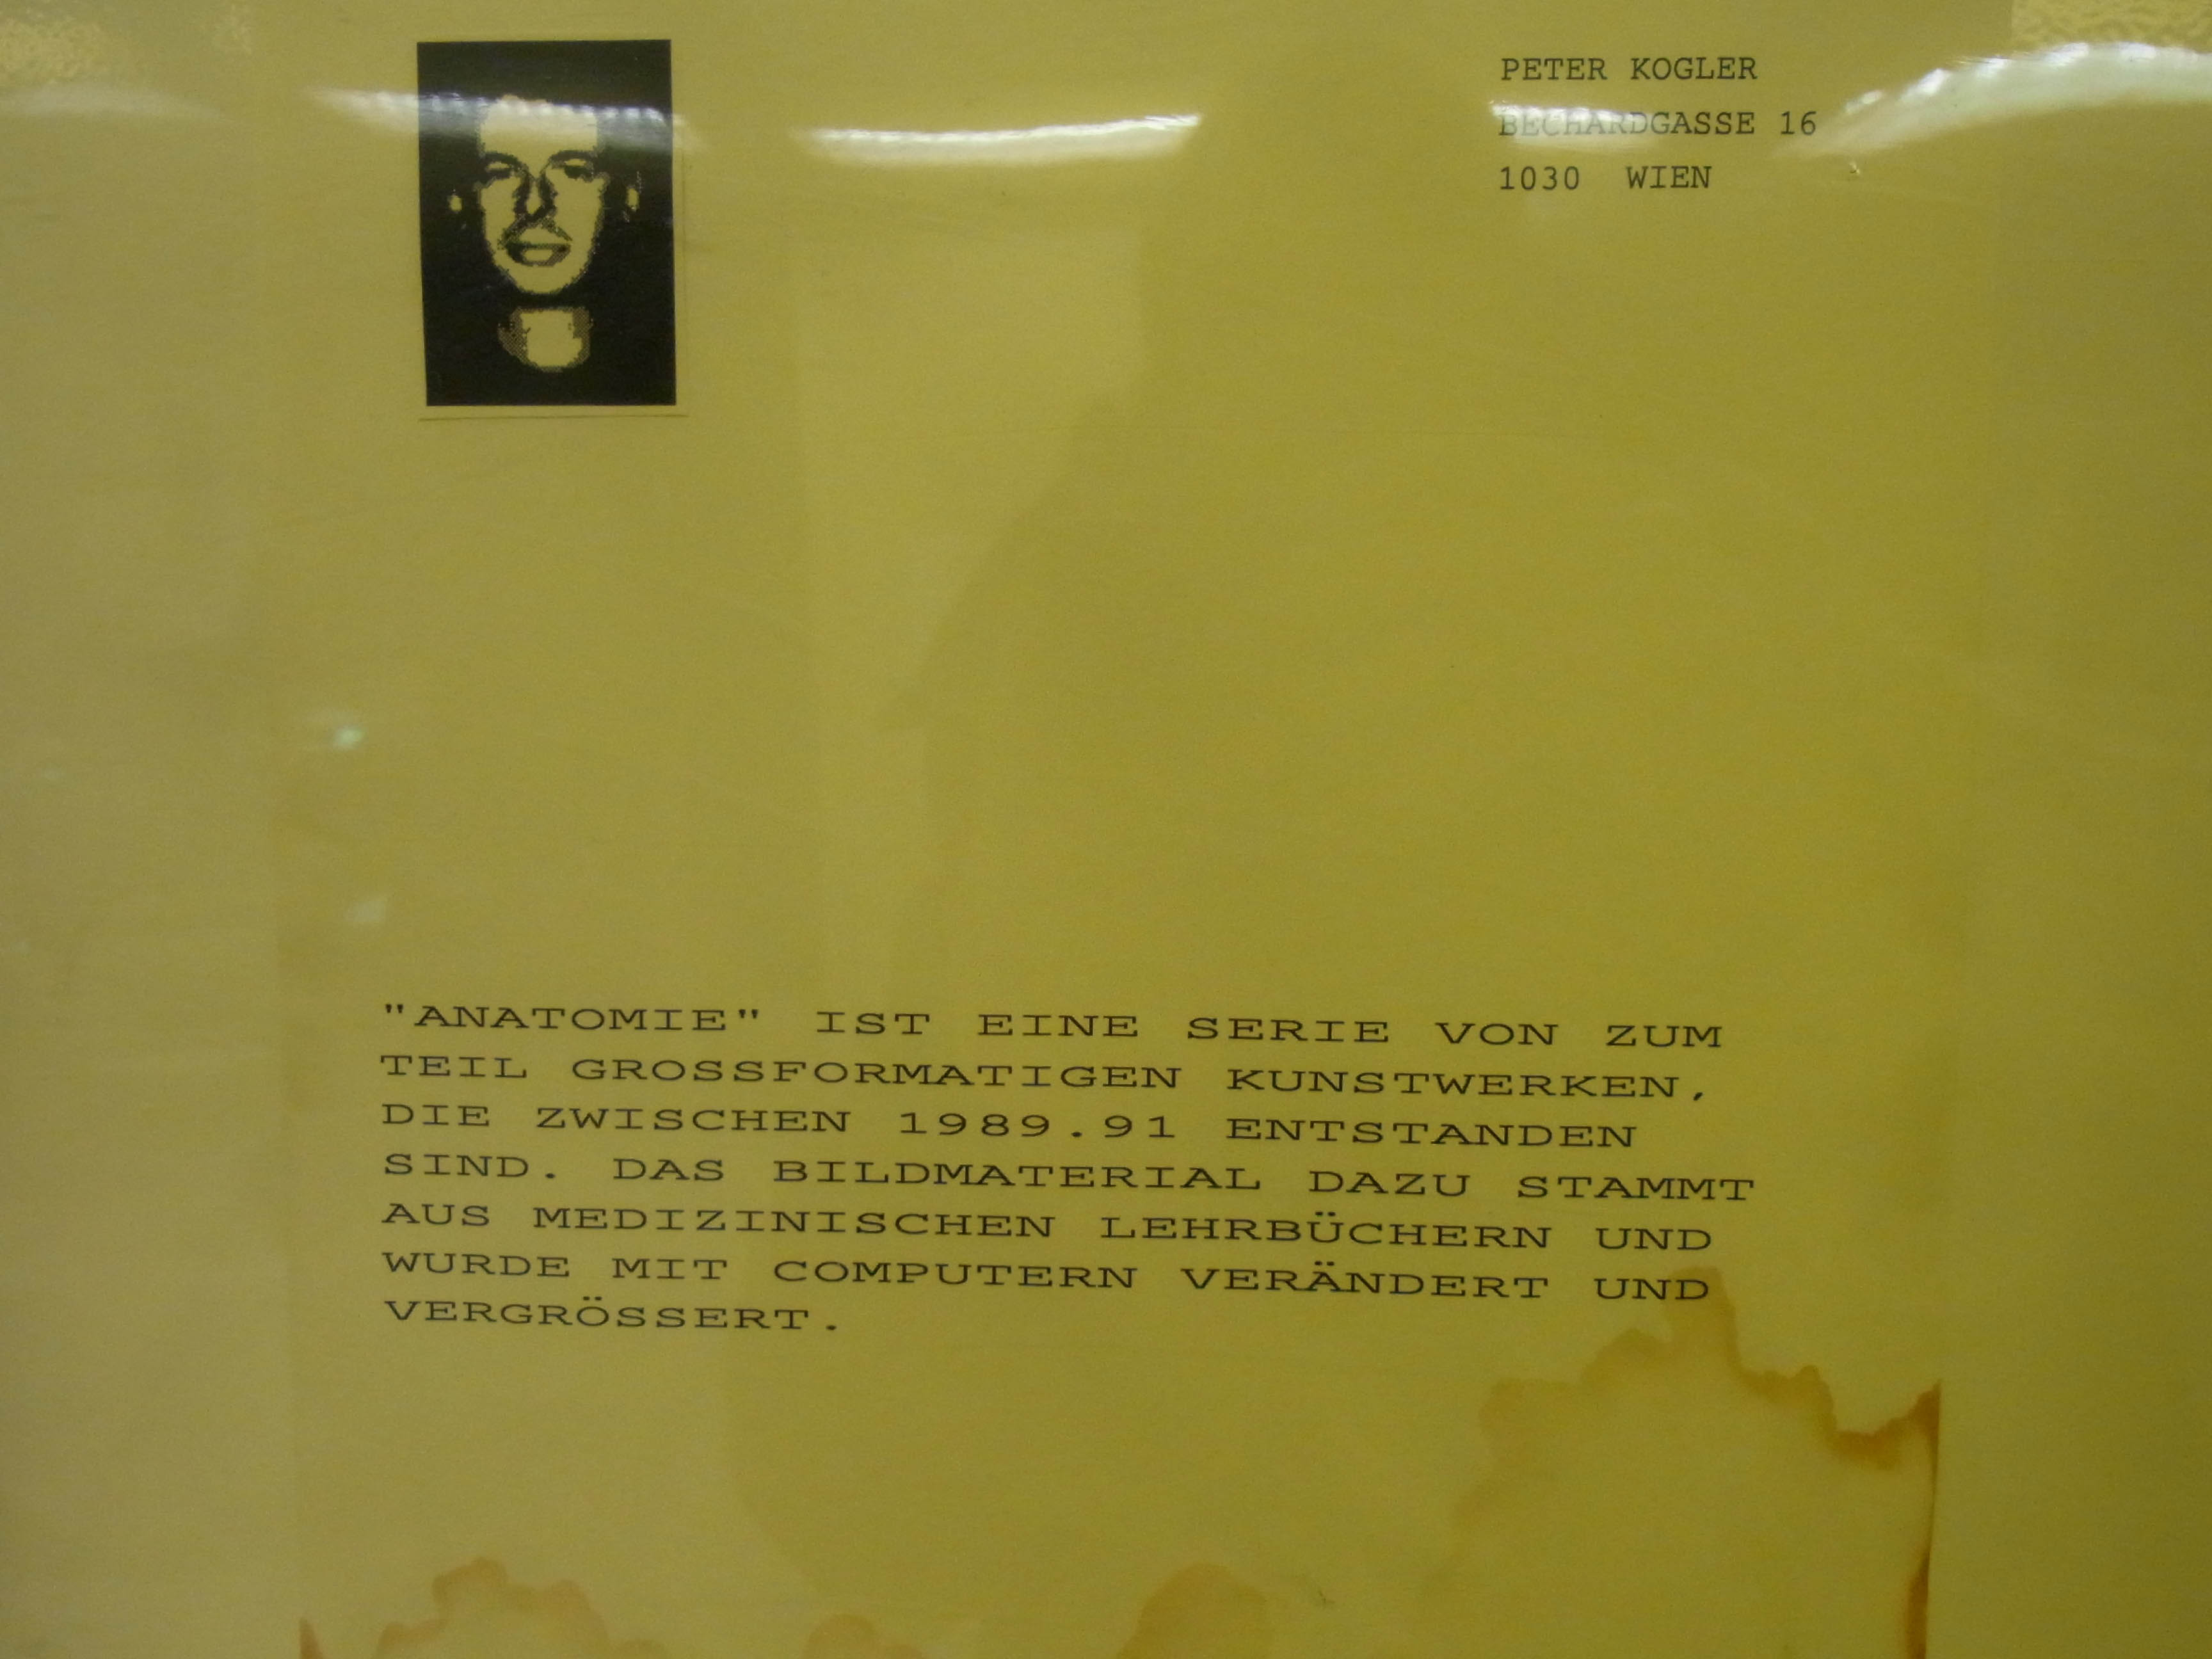 PETER KOGLER
BECHARDGASSE 16
1030 WIEN
"ANATOMIE" IST EINE SERIE VON ZUM
TEIL GROSSFORMATIGEN KUNSTWERKEN,
DIE ZWISCHEN 1989.91 ENTSTANDEN
SIND. DAS BILDMATERIAL DAZU STAMMT
AUS MEDIZINISCHEN LEHRBÜCHERN UND
WURDE MIT COMPUTERN VERÄNDERT UND
VERGRÖSSERT.